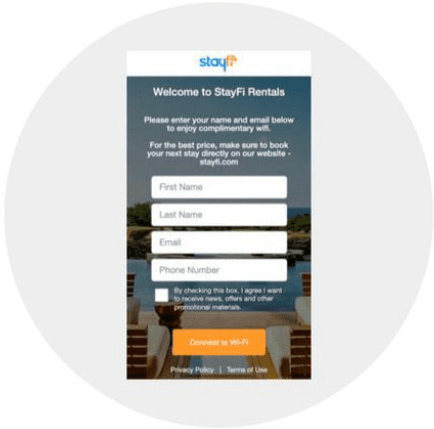 stayfi
Welcome to StayFi Rentals
Please enter your name and email below
to enjoy complimentary wifi.
For the best price, make sure to book
your next stay directly on our website -
stayfi.com
First Name
Last Name
Email
Phone Number
By checking this box, I agree I want
to receive news, offers and other
promotional materials.
Connect to Wi-Fi
Privacy Policy | Terms of Use